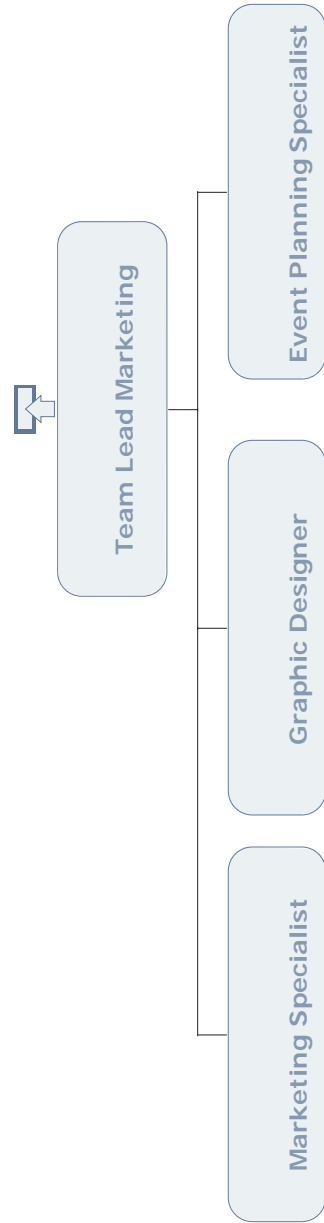 Team Lead Marketing
Marketing Specialist
Graphic Designer
Event Planning Specialist